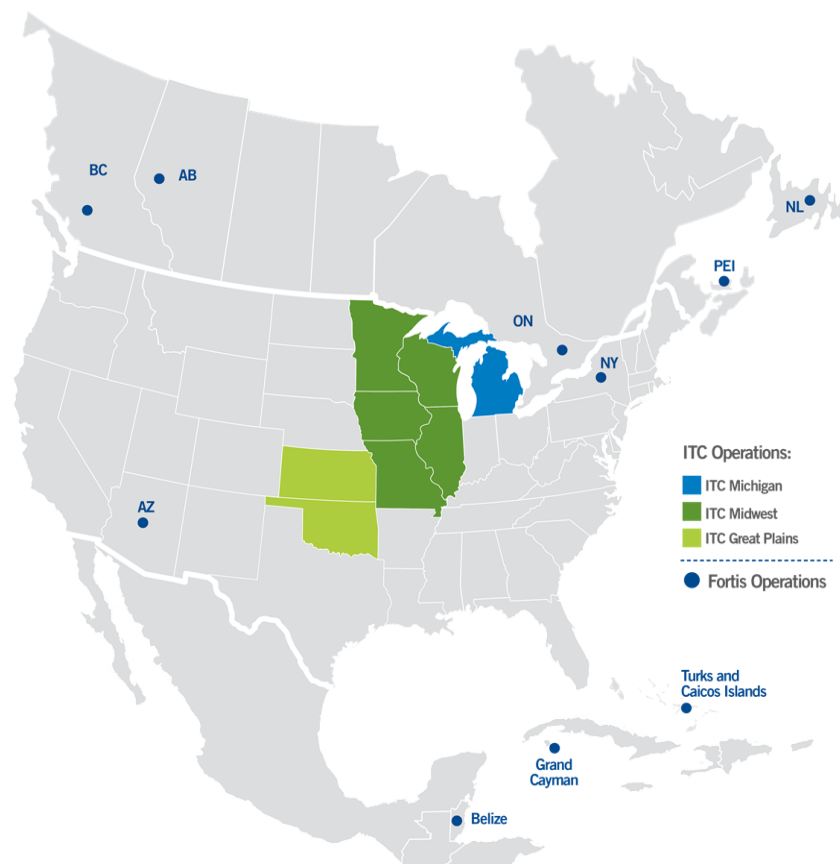 BC
AB
NL
PEI
ON
NY
ITC Operations:
ITC Michigan
ITC Midwest
ITC Great Plains
AZ
Fortis Operations
Turks and
Caicos Islands
Grand
Cayman
Belize